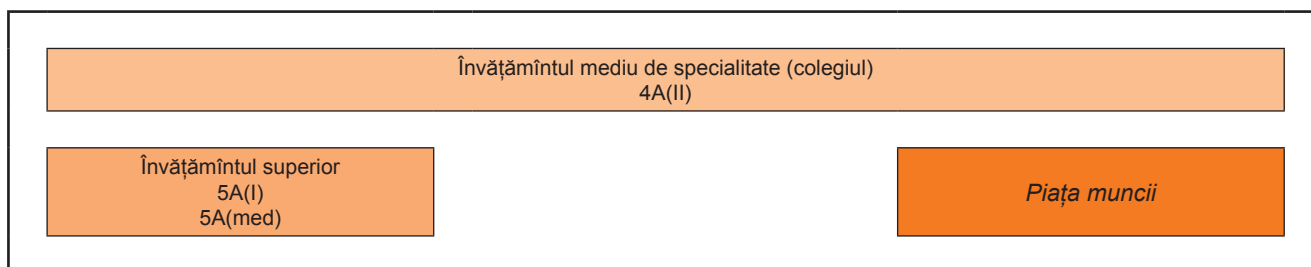 Învățămîntul mediu de specialitate (colegiul)
4A(II)
Învățămîntul superior
5A(I)
5A(med)
Piața muncii